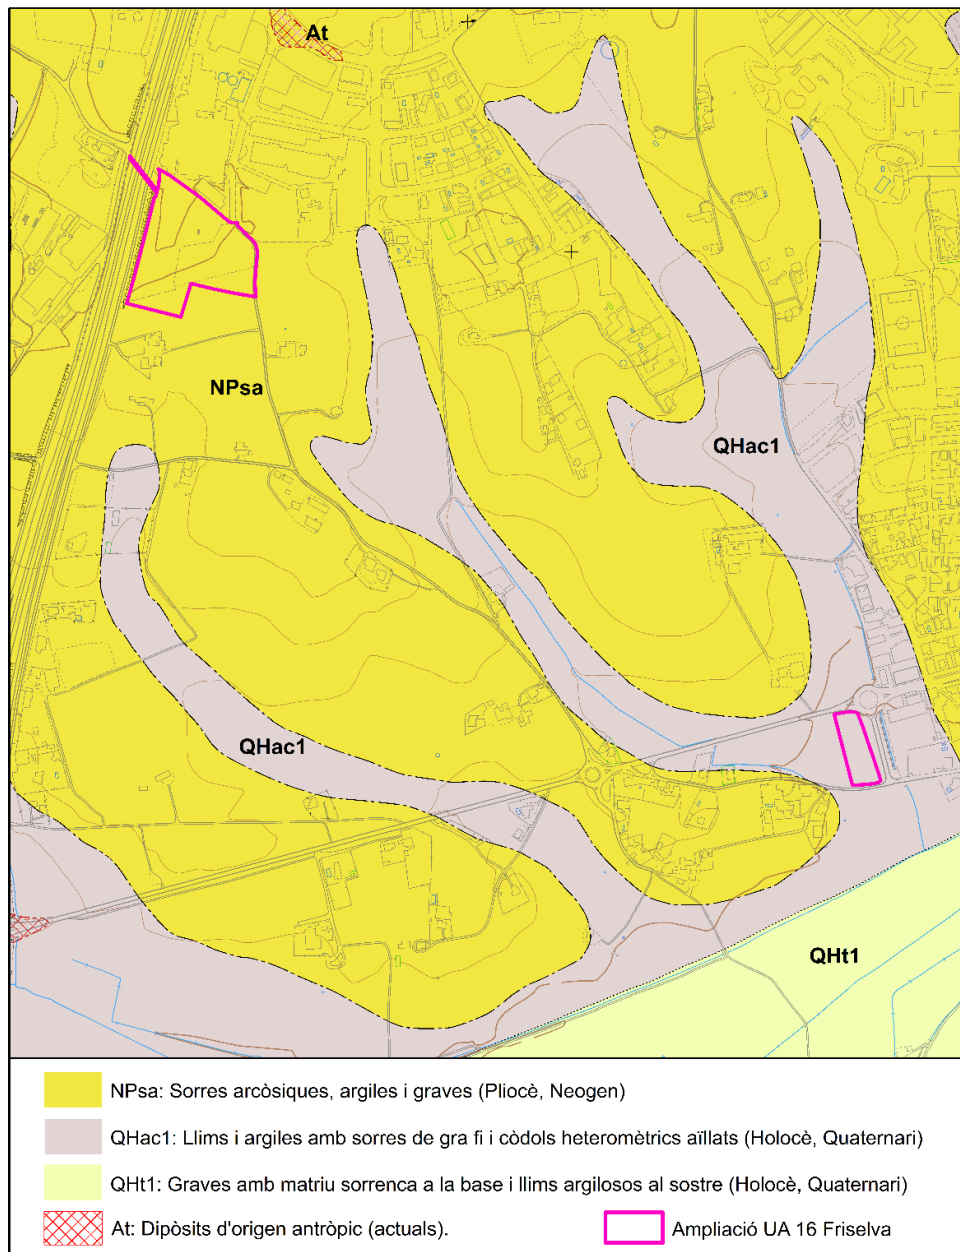 At
NPsa
QHac1
QHac1
QHt1
NPsa: Sorres arcòsiques, argiles i graves (Pliocè, Neogen)
QHac1: Llims i argiles amb sorres de gra fi i còdols heteromètrics aïllats (Holocè, Quaternari)
QHt1: Graves amb matriu sorrenca a la base i llims argilosos al sostre (Holocè, Quaternari)
At: Dipòsits d'origen antròpic (actuals).
Ampliació UA 16 Friselva